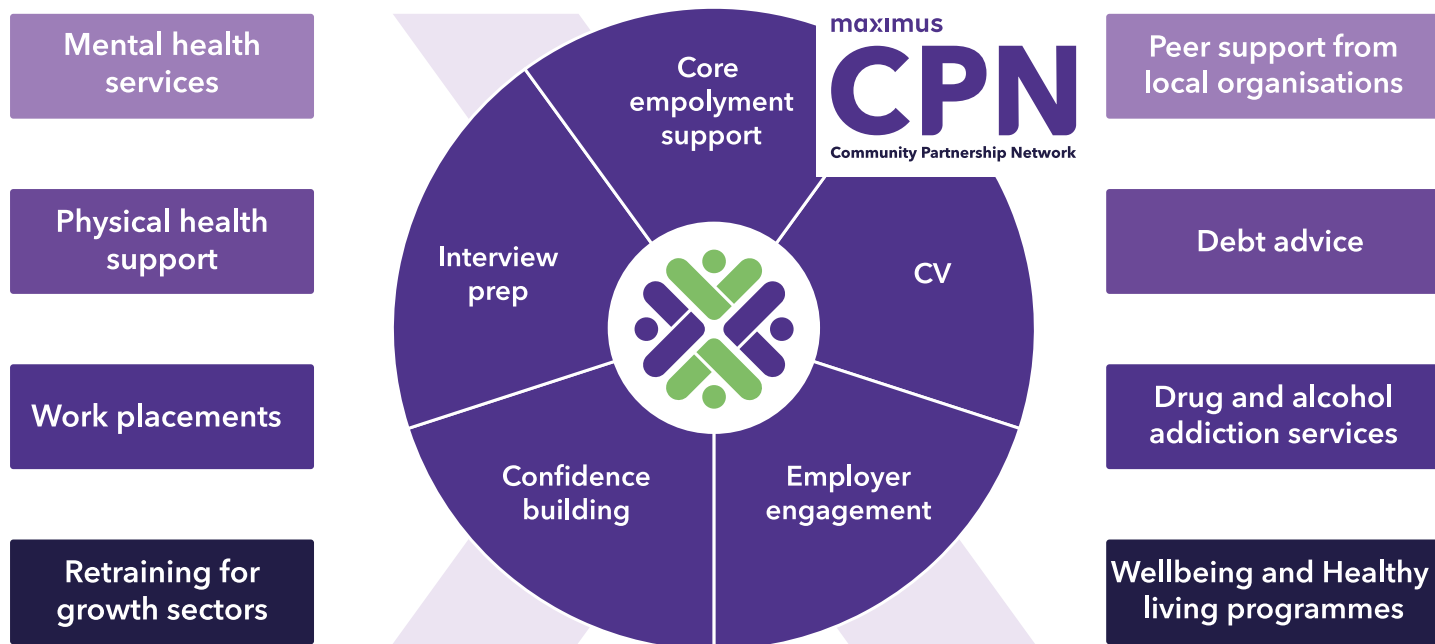 Mental health
services
Physical health
support
Work placements
Retraining for
growth sectors
Core
empolyment
support
Interview
prep
CV
Confidence
building
Employer
engagement
maximus
CPN
Community Partnership Network
Peer support from
local organisations
Debt advice
Drug and alcohol
addiction services
Wellbeing and Healthy
living programmes